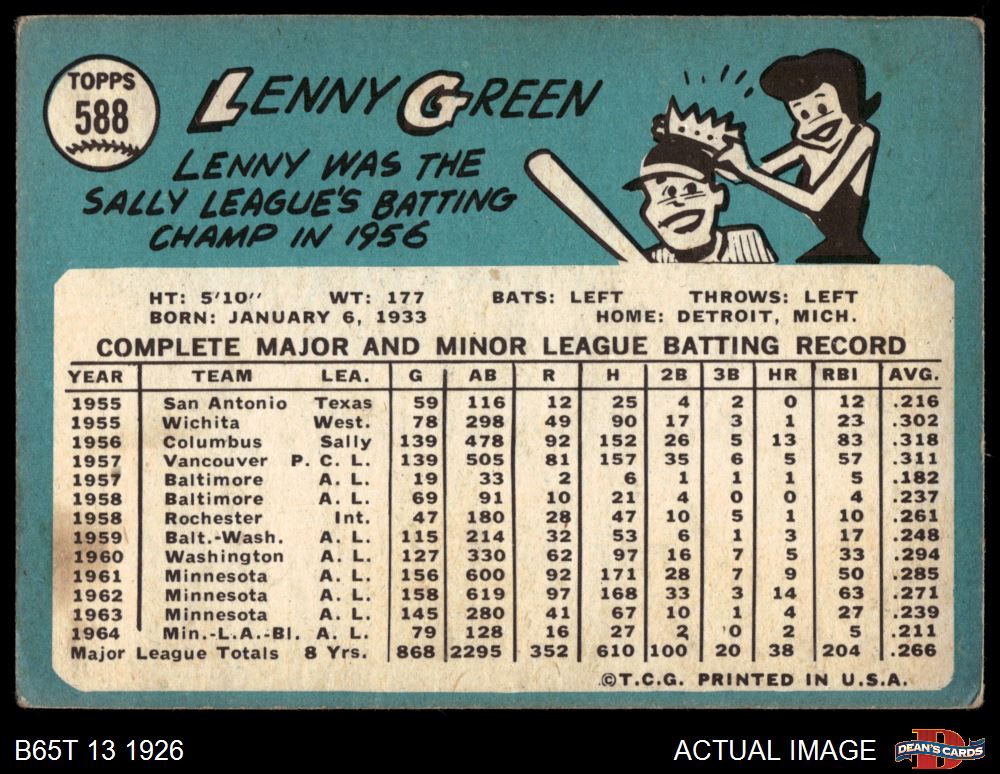 TOPPS
588
LENNY GREEN
LENNY WAS THE
SALLY LEAGUE'S BATTING
CHAMP IN 1956
HT: 5'10" WT: 177 BATS: LEFT THROWS: LEFT
BORN: JANUARY 6, 1933 HOME: DETROIT, MICH.
COMPLETE MAJOR AND MINOR LEAGUE BATTING RECORD
YEAR TEAM LEA. G AB R H 2B 3B HR RBI AVG.
1955 San Antonio Texas 59 116 12 25 4 2 0 12 .216
1955 Wichita West. 78 298 49 90 17 3 1 23 .302
1956 Columbus Sally 139 478 92 152 26 5 13 83 .318
1957 Vancouver P. C. L. 139 505 81 157 35 6 5 57 .311
1957 Baltimore A. L. 19 33 2 6 1 1 1 5 .182
1958 Baltimore A. L. 69 91 10 21 4 0 0 4 .237
1958 Rochester Int. 47 180 28 47 10 5 1 10 .261
1959 Balt.-Wash. A. L. 115 214 32 53 6 1 3 17 .248
1960 Washington A. L. 127 330 62 97 16 7 5 33 .294
1961 Minnesota A. L. 156 600 92 171 28 7 9 50 .285
1962 Minnesota A. L. 158 619 97 168 33 3 14 63 .271
1963 Minnesota A. L. 145 280 41 67 10 1 4 27 .239
1964 Min.-L.A.-Bl. A. L. 79 128 16 27 2 0 2 5 .211
Major League Totals 8 Yrs. 868 2295 352 610 100 20 38 204 .266
©T.C.G. PRINTED IN U.S.A.
B65T 13 1926 ACTUAL IMAGE DEAN'S CARDS